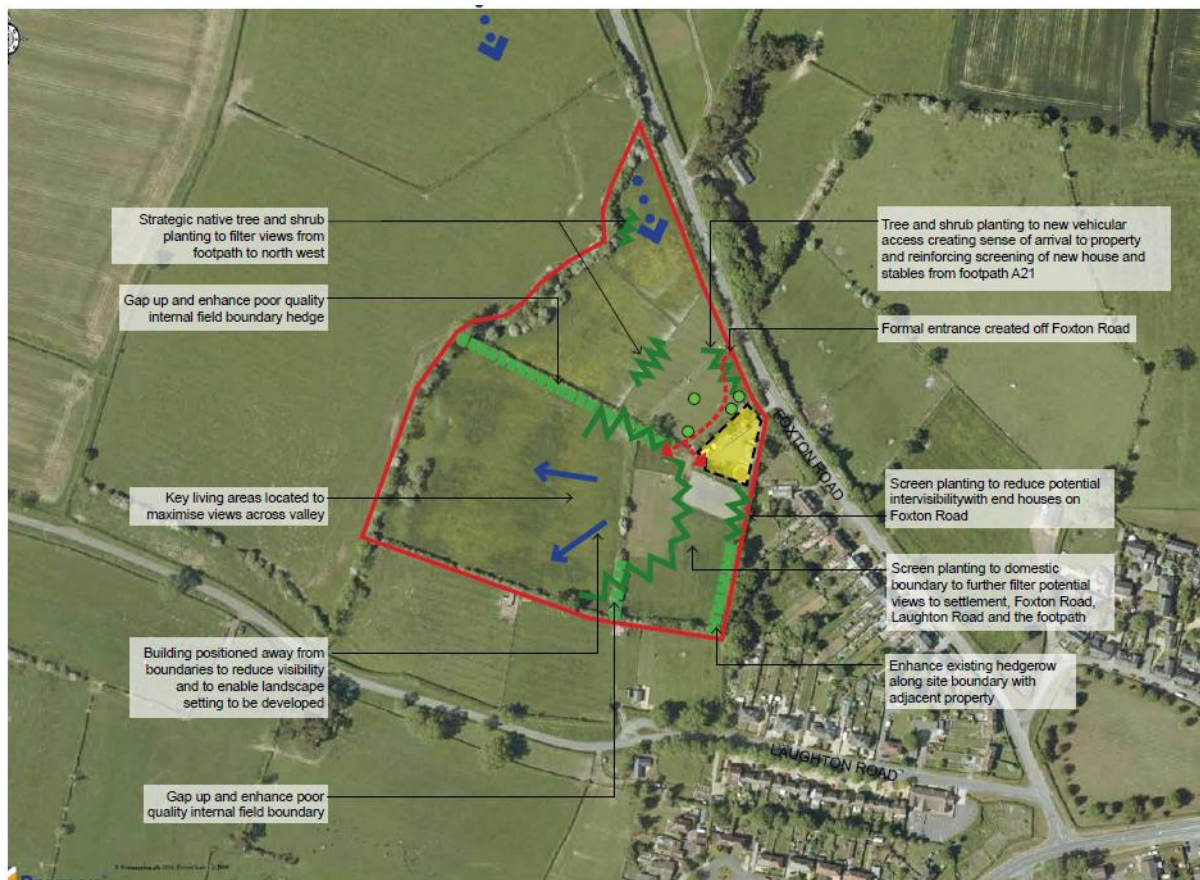 Strategic native tree and shrub
planting to filter views from
footpath to north west
Gap up and enhance poor quality
internal field boundary hedge
Key living areas located to
maximise views across valley
Building positioned away from
boundaries to reduce visibility
and to enable landscape
setting to be developed
Gap up and enhance poor
quality internal field boundary
Tree and shrub planting to new vehicular
access creating sense of arrival to property
and reinforcing screening of new house and
stables from footpath A21
Formal entrance created off Foxton Road
FOXTON ROAD
Screen planting to reduce potential
intervisibilitywith end houses on
Foxton Road
Screen planting to domestic
boundary to further filter potential
views to settlement, Foxton Road,
Laughton Road and the footpath
Enhance existing hedgerow
along site boundary with
adjacent property
LAUGHTON ROAD